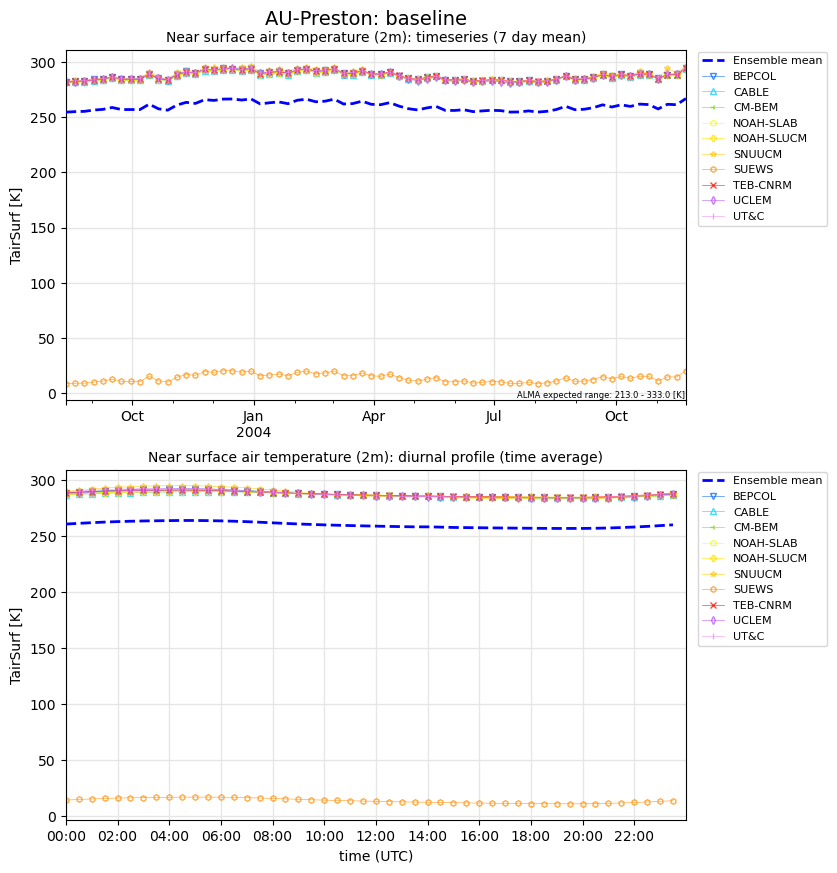 AU-Preston: baseline
Near surface air temperature (2m): timeseries (7 day mean)
300
250
200
150
100
50
0
TairSurf [K]
Oct
Jan
2004
Apr
Jul
Oct
ALMA expected range: 213.0 - 333.0 [K]
Ensemble mean
BEPCOL
CABLE
CM-BEM
NOAH-SLAB
NOAH-SLUCM
SNUUCM
SUEWS
TEB-CNRM
UCLEM
UT&C
Near surface air temperature (2m): diurnal profile (time average)
300
250
200
150
100
50
0
TairSurf [K]
00:00
02:00
04:00
06:00
08:00
10:00
12:00
14:00
16:00
18:00
20:00
22:00
time (UTC)
Ensemble mean
BEPCOL
CABLE
CM-BEM
NOAH-SLAB
NOAH-SLUCM
SNUUCM
SUEWS
TEB-CNRM
UCLEM
UT&C